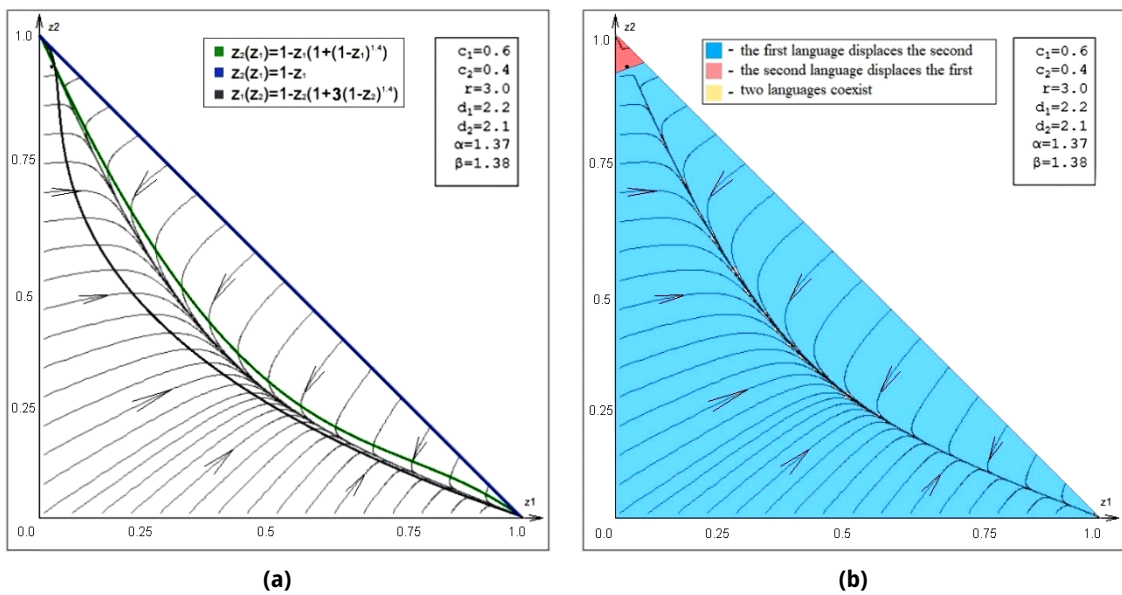 z2
1.0
0.75
0.5
0.25
0.0
0.25
0.5
0.75
1.0
z1
z₂(z₁)=1-z₁(1+(1-z₁)¹·⁴)
z₂(z₁)=1-z₁
z₁(z₂)=1-z₂(1+3(1-z₂)¹·⁴)
c₁=0.6
c₂=0.4
r=3.0
d₁=2.2
d₂=2.1
α=1.37
β=1.38
(a)
z2
1.0
0.75
0.5
0.25
0.0
0.25
0.5
0.75
1.0
z1
- the first language displaces the second
- the second language displaces the first
- two languages coexist
c₁=0.6
c₂=0.4
r=3.0
d₁=2.2
d₂=2.1
α=1.37
β=1.38
(b)